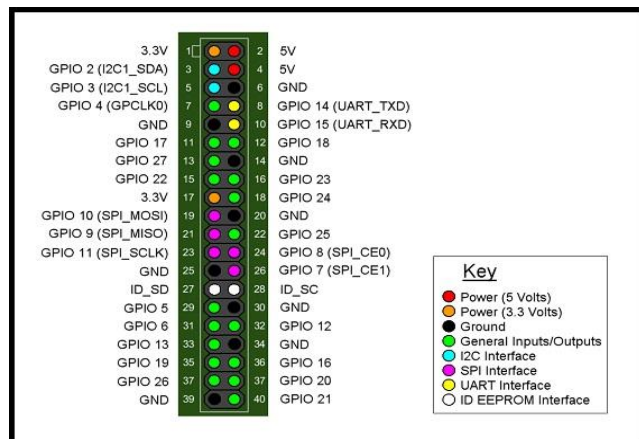 3.3V 1 2 5V
GPIO 2 (I2C1_SDA) 3 4 5V
GPIO 3 (I2C1_SCL) 5 6 GND
GPIO 4 (GPCLK0) 7 8 GPIO 14 (UART_TXD)
GND 9 10 GPIO 15 (UART_RXD)
GPIO 17 11 12 GPIO 18
GPIO 27 13 14 GND
GPIO 22 15 16 GPIO 23
3.3V 17 18 GPIO 24
GPIO 10 (SPI_MOSI) 19 20 GND
GPIO 9 (SPI_MISO) 21 22 GPIO 25
GPIO 11 (SPI_SCLK) 23 24 GPIO 8 (SPI_CE0)
GND 25 26 GPIO 7 (SPI_CE1)
ID_SD 27 28 ID_SC
GPIO 5 29 30 GND
GPIO 6 31 32 GPIO 12
GPIO 13 33 34 GND
GPIO 19 35 36 GPIO 16
GPIO 26 37 37 GPIO 20
GND 39 40 GPIO 21
Key
Power (5 Volts)
Power (3.3 Volts)
Ground
General Inputs/Outputs
I2C Interface
SPI Interface
UART Interface
ID EEPROM Interface